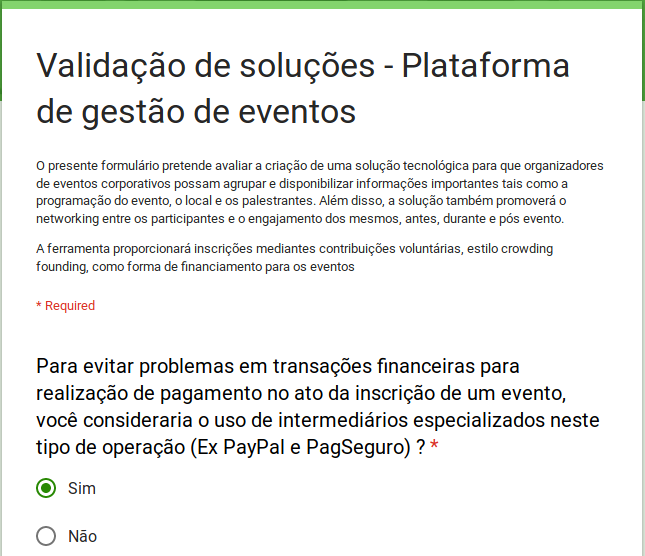 Validação de soluções - Plataforma
de gestão de eventos
O presente formulário pretende avaliar a criação de uma solução tecnológica para que organizadores
de eventos corporativos possam agrupar e disponibilizar informações importantes tais como a
programação do evento, o local e os palestrantes. Além disso, a solução também promoverá o
networking entre os participantes e o engajamento dos mesmos, antes, durante e pós evento.
A ferramenta proporcionará inscrições mediantes contribuições voluntárias, estilo crowding
founding, como forma de financiamento para os eventos
* Required
Para evitar problemas em transações financeiras para
realização de pagamento no ato da inscrição de um evento,
você consideraria o uso de intermediários especializados neste
tipo de operação (Ex PayPal e PagSeguro) ? *
Sim
Não